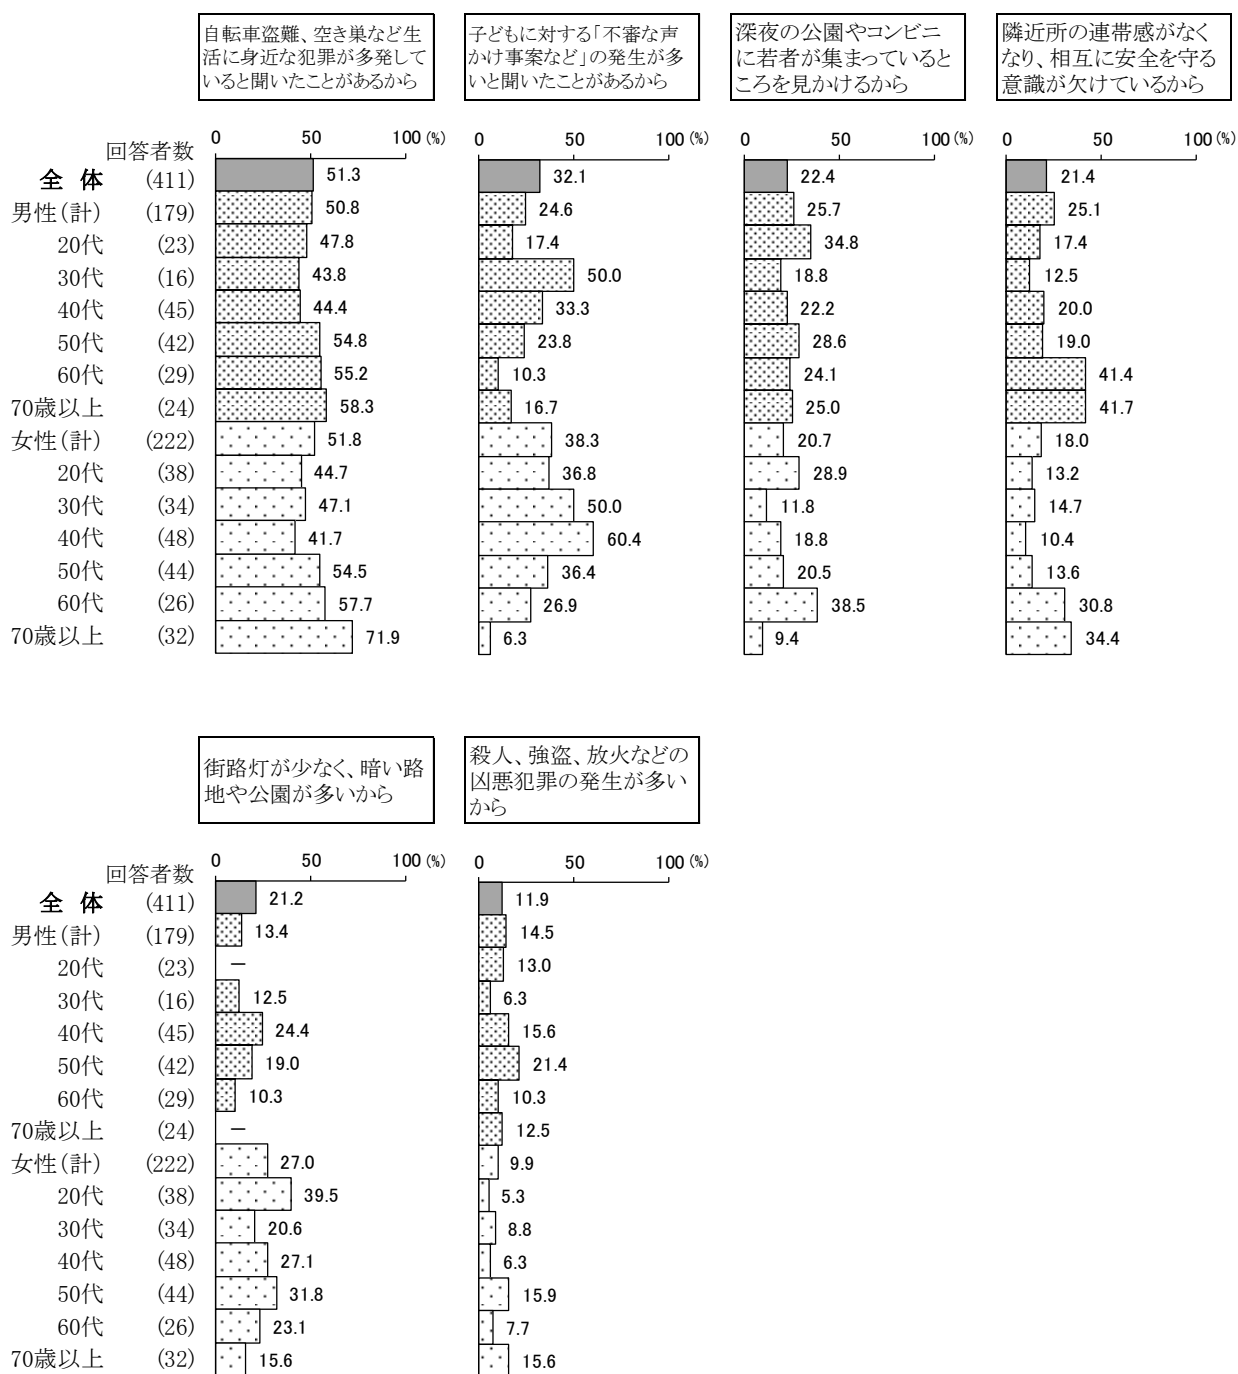 自転車盗難、空き巣など生
活に身近な犯罪が多発して
いると聞いたことがあるから
子どもに対する「不審な声
かけ事案など」の発生が多
いと聞いたことがあるから
深夜の公園やコンビニ
に若者が集まっていると
ころを見かけるから
隣近所の連帯感がなく
なり、相互に安全を守る
意識が欠けているから
0 50 100 (%) 0 50 100 (%) 0 50 100 (%) 0 50 100 (%)
回答者数
全 体 (411) 51.3 32.1 22.4 21.4
男性(計) (179) 50.8 24.6 25.7 25.1
20代 (23) 47.8 17.4 34.8 17.4
30代 (16) 43.8 50.0 18.8 12.5
40代 (45) 44.4 33.3 22.2 20.0
50代 (42) 54.8 23.8 28.6 19.0
60代 (29) 55.2 10.3 24.1 41.4
70歳以上 (24) 58.3 16.7 25.0 41.7
女性(計) (222) 51.8 38.3 20.7 18.0
20代 (38) 44.7 36.8 28.9 13.2
30代 (34) 47.1 50.0 11.8 14.7
40代 (48) 41.7 60.4 18.8 10.4
50代 (44) 54.5 36.4 20.5 13.6
60代 (26) 57.7 26.9 38.5 30.8
70歳以上 (32) 71.9 6.3 9.4 34.4
街路灯が少なく、暗い路
地や公園が多いから
殺人、強盗、放火などの
凶悪犯罪の発生が多い
から
0 50 100 (%) 0 50 100 (%)
回答者数
全 体 (411) 21.2 11.9
男性(計) (179) 13.4 14.5
20代 (23) － 13.0
30代 (16) 12.5 6.3
40代 (45) 24.4 15.6
50代 (42) 19.0 21.4
60代 (29) 10.3 10.3
70歳以上 (24) － 12.5
女性(計) (222) 27.0 9.9
20代 (38) 39.5 5.3
30代 (34) 20.6 8.8
40代 (48) 27.1 6.3
50代 (44) 31.8 15.9
60代 (26) 23.1 7.7
70歳以上 (32) 15.6 15.6